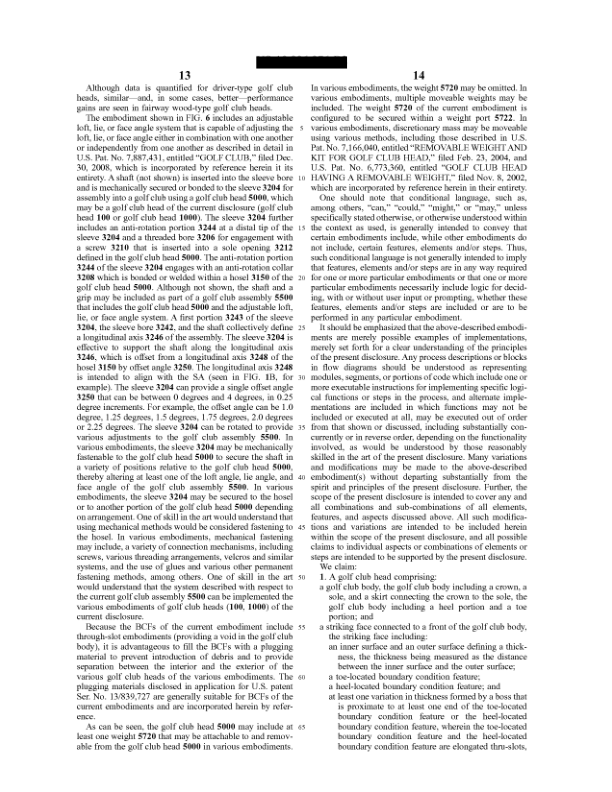 13
Although data is quantified for driver-type golf club
heads, similar—and, in some cases, better—performance
gains are seen in fairway wood-type golf club heads.
The embodiment shown in FIG. 6 includes an adjustable
loft, lie, or face angle system that is capable of adjusting the
loft, lie, or face angle either in combination with one another
or independently from one another as described in detail in
U.S. Pat. No. 7,887,431, entitled “GOLF CLUB,” filed Dec.
30, 2008, which is incorporated by reference herein it its
entirety. A shaft (not shown) is inserted into the sleeve bore
and is mechanically secured or bonded to the sleeve 3204 for
assembly into a golf club using a golf club head 5000, which
may be a golf club head of the current disclosure (golf club
head 100 or golf club head 1000). The sleeve 3204 further
includes an anti-rotation portion 3244 at a distal tip of the
sleeve 3204 and a threaded bore 3206 for engagement with
a screw 3210 that is inserted into a sole opening 3212
defined in the golf club head 5000. The anti-rotation portion
3244 of the sleeve 3204 engages with an anti-rotation collar
3208 which is bonded or welded within a hosel 3150 of the
golf club head 5000. Although not shown, the shaft and a
grip may be included as part of a golf club assembly 5500
that includes the golf club head 5000 and the adjustable loft,
lie, or face angle system. A first portion 3243 of the sleeve
3204, the sleeve bore 3242, and the shaft collectively define
a longitudinal axis 3246 of the assembly. The sleeve 3204 is
effective to support the shaft along the longitudinal axis
3246, which is offset from a longitudinal axis 3248 of the
hosel 3150 by offset angle 3250. The longitudinal axis 3248
is intended to align with the SA (seen in FIG. 1B, for
example). The sleeve 3204 can provide a single offset angle
3250 that can be between 0 degrees and 4 degrees, in 0.25
degree increments. For example, the offset angle can be 1.0
degree, 1.25 degrees, 1.5 degrees, 1.75 degrees, 2.0 degrees
or 2.25 degrees. The sleeve 3204 can be rotated to provide
various adjustments to the golf club assembly 5500. In
various embodiments, the sleeve 3204 may be mechanically
fastenable to the golf club head 5000 to secure the shaft in
a variety of positions relative to the golf club head 5000,
thereby altering at least one of the loft angle, lie angle, and
face angle of the golf club assembly 5500. In various
embodiments, the sleeve 3204 may be secured to the hosel
or to another portion of the golf club head 5000 depending
on arrangement. One of skill in the art would understand that
using mechanical methods would be considered fastening to
the hosel. In various embodiments, mechanical fastening
may include, a variety of connection mechanisms, including
screws, various threading arrangements, velcros and similar
systems, and the use of glues and various other permanent
fastening methods, among others. One of skill in the art
would understand that the system described with respect to
the current golf club assembly 5500 can be implemented the
various embodiments of golf club heads (100, 1000) of the
current disclosure.
Because the BCFs of the current embodiment include
through-slot embodiments (providing a void in the golf club
body), it is advantageous to fill the BCFs with a plugging
material to prevent introduction of debris and to provide
separation between the interior and the exterior of the
various golf club heads of the various embodiments. The
plugging materials disclosed in application for U.S. patent
Ser. No. 13/839,727 are generally suitable for BCFs of the
current embodiments and are incorporated herein by refer-
ence.
As can be seen, the golf club head 5000 may include at
least one weight 5720 that may be attachable to and remov-
able from the golf club head 5000 in various embodiments.
5
10
15
20
25
30
35
40
45
50
55
60
65
14
In various embodiments, the weight 5720 may be omitted. In
various embodiments, multiple moveable weights may be
included. The weight 5720 of the current embodiment is
configured to be secured within a weight port 5722. In
various embodiments, discretionary mass may be moveable
using various methods, including those described in U.S.
Pat. No. 7,166,040, entitled “REMOVABLE WEIGHT AND
KIT FOR GOLF CLUB HEAD,” filed Feb. 23, 2004, and
U.S. Pat. No. 6,773,360, entitled “GOLF CLUB HEAD
HAVING A REMOVABLE WEIGHT,” filed Nov. 8, 2002,
which are incorporated by reference herein in their entirety.
One should note that conditional language, such as,
among others, “can,” “could,” “might,” or “may,” unless
specifically stated otherwise, or otherwise understood within
the context as used, is generally intended to convey that
certain embodiments include, while other embodiments do
not include, certain features, elements and/or steps. Thus,
such conditional language is not generally intended to imply
that features, elements and/or steps are in any way required
for one or more particular embodiments or that one or more
particular embodiments necessarily include logic for decid-
ing, with or without user input or prompting, whether these
features, elements and/or steps are included or are to be
performed in any particular embodiment.
It should be emphasized that the above-described embodi-
ments are merely possible examples of implementations,
merely set forth for a clear understanding of the principles
of the present disclosure. Any process descriptions or blocks
in flow diagrams should be understood as representing
modules, segments, or portions of code which include one or
more executable instructions for implementing specific logi-
cal functions or steps in the process, and alternate imple-
mentations are included in which functions may not be
included or executed at all, may be executed out of order
from that shown or discussed, including substantially con-
currently or in reverse order, depending on the functionality
involved, as would be understood by those reasonably
skilled in the art of the present disclosure. Many variations
and modifications may be made to the above-described
embodiment(s) without departing substantially from the
spirit and principles of the present disclosure. Further, the
scope of the present disclosure is intended to cover any and
all combinations and sub-combinations of all elements,
features, and aspects discussed above. All such modifica-
tions and variations are intended to be included herein
within the scope of the present disclosure, and all possible
claims to individual aspects or combinations of elements or
steps are intended to be supported by the present disclosure.
We claim:
1. A golf club head comprising:
a golf club body, the golf club body including a crown, a
sole, and a skirt connecting the crown to the sole, the
golf club body including a heel portion and a toe
portion; and
a striking face connected to a front of the golf club body,
the striking face including:
an inner surface and an outer surface defining a thick-
ness, the thickness being measured as the distance
between the inner surface and the outer surface;
a toe-located boundary condition feature;
a heel-located boundary condition feature; and
at least one variation in thickness formed by a boss that
is proximate to at least one end of the toe-located
boundary condition feature or the heel-located
boundary condition feature, wherein the toe-located
boundary condition feature and the heel-located
boundary condition feature are elongated thru-slots,